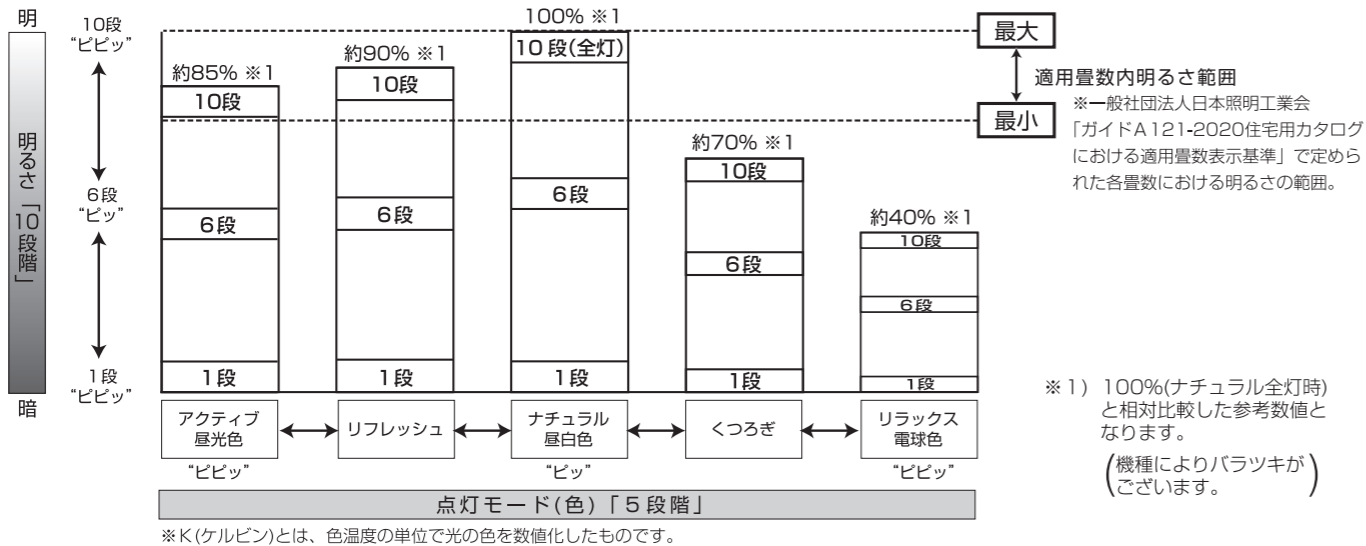 明
10段
“ピピッ”
6段
“ピッ”
1段
“ピピッ”
暗
明るさ「10段階」
約85% ※1
10段
6段
1段
約90% ※1
10段
6段
1段
100% ※1
10段(全灯)
6段
1段
約70% ※1
10段
6段
1段
約40% ※1
10段
6段
1段
最大
適用畳数内明るさ範囲
最小
※一般社団法人日本照明工業会
「ガイドA121-2020住宅用カタログ
における適用畳数表示基準」で定めら
れた各畳数における明るさの範囲。
アクティブ
昼光色
リフレッシュ
ナチュラル
昼白色
くつろぎ
リラックス
電球色
“ピピッ”
“ピッ”
“ピピッ”
点灯モード(色)「5段階」
※K(ケルビン)とは、色温度の単位で光の色を数値化したものです。
※1) 100%(ナチュラル全灯時)
と相対比較した参考数値と
なります。
(機種によりバラツキが
ございます。)